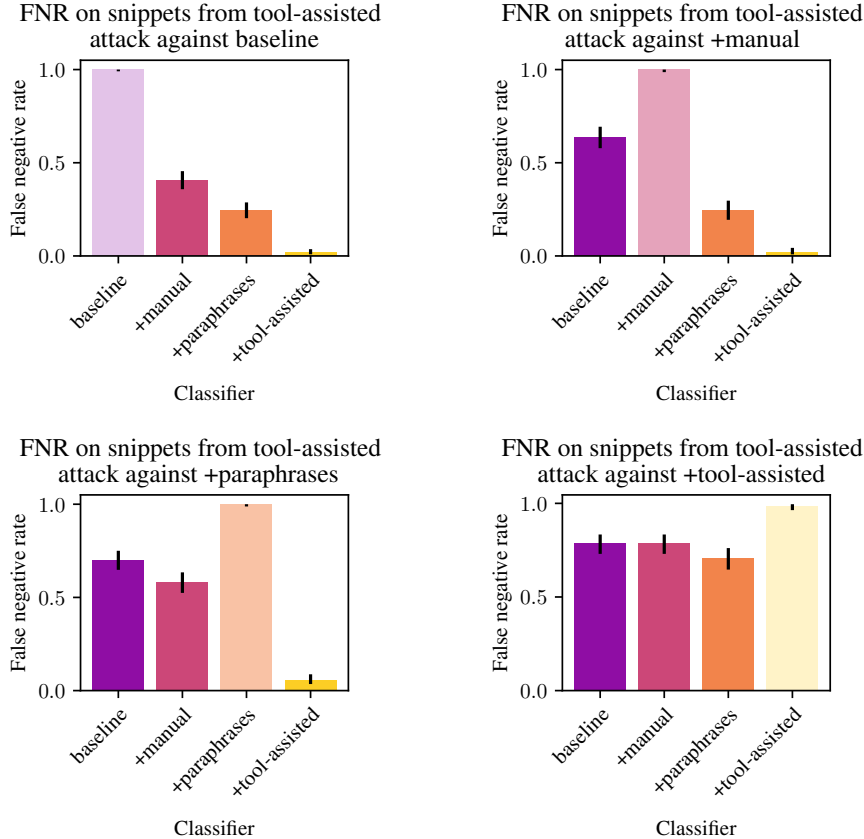 FNR on snippets from tool-assisted
attack against baseline
False negative rate
1.0
0.5
0.0
baseline
+manual
+paraphrases
+tool-assisted
Classifier
FNR on snippets from tool-assisted
attack against +manual
False negative rate
1.0
0.5
0.0
baseline
+manual
+paraphrases
+tool-assisted
Classifier
FNR on snippets from tool-assisted
attack against +paraphrases
False negative rate
1.0
0.5
0.0
baseline
+manual
+paraphrases
+tool-assisted
Classifier
FNR on snippets from tool-assisted
attack against +tool-assisted
False negative rate
1.0
0.5
0.0
baseline
+manual
+paraphrases
+tool-assisted
Classifier